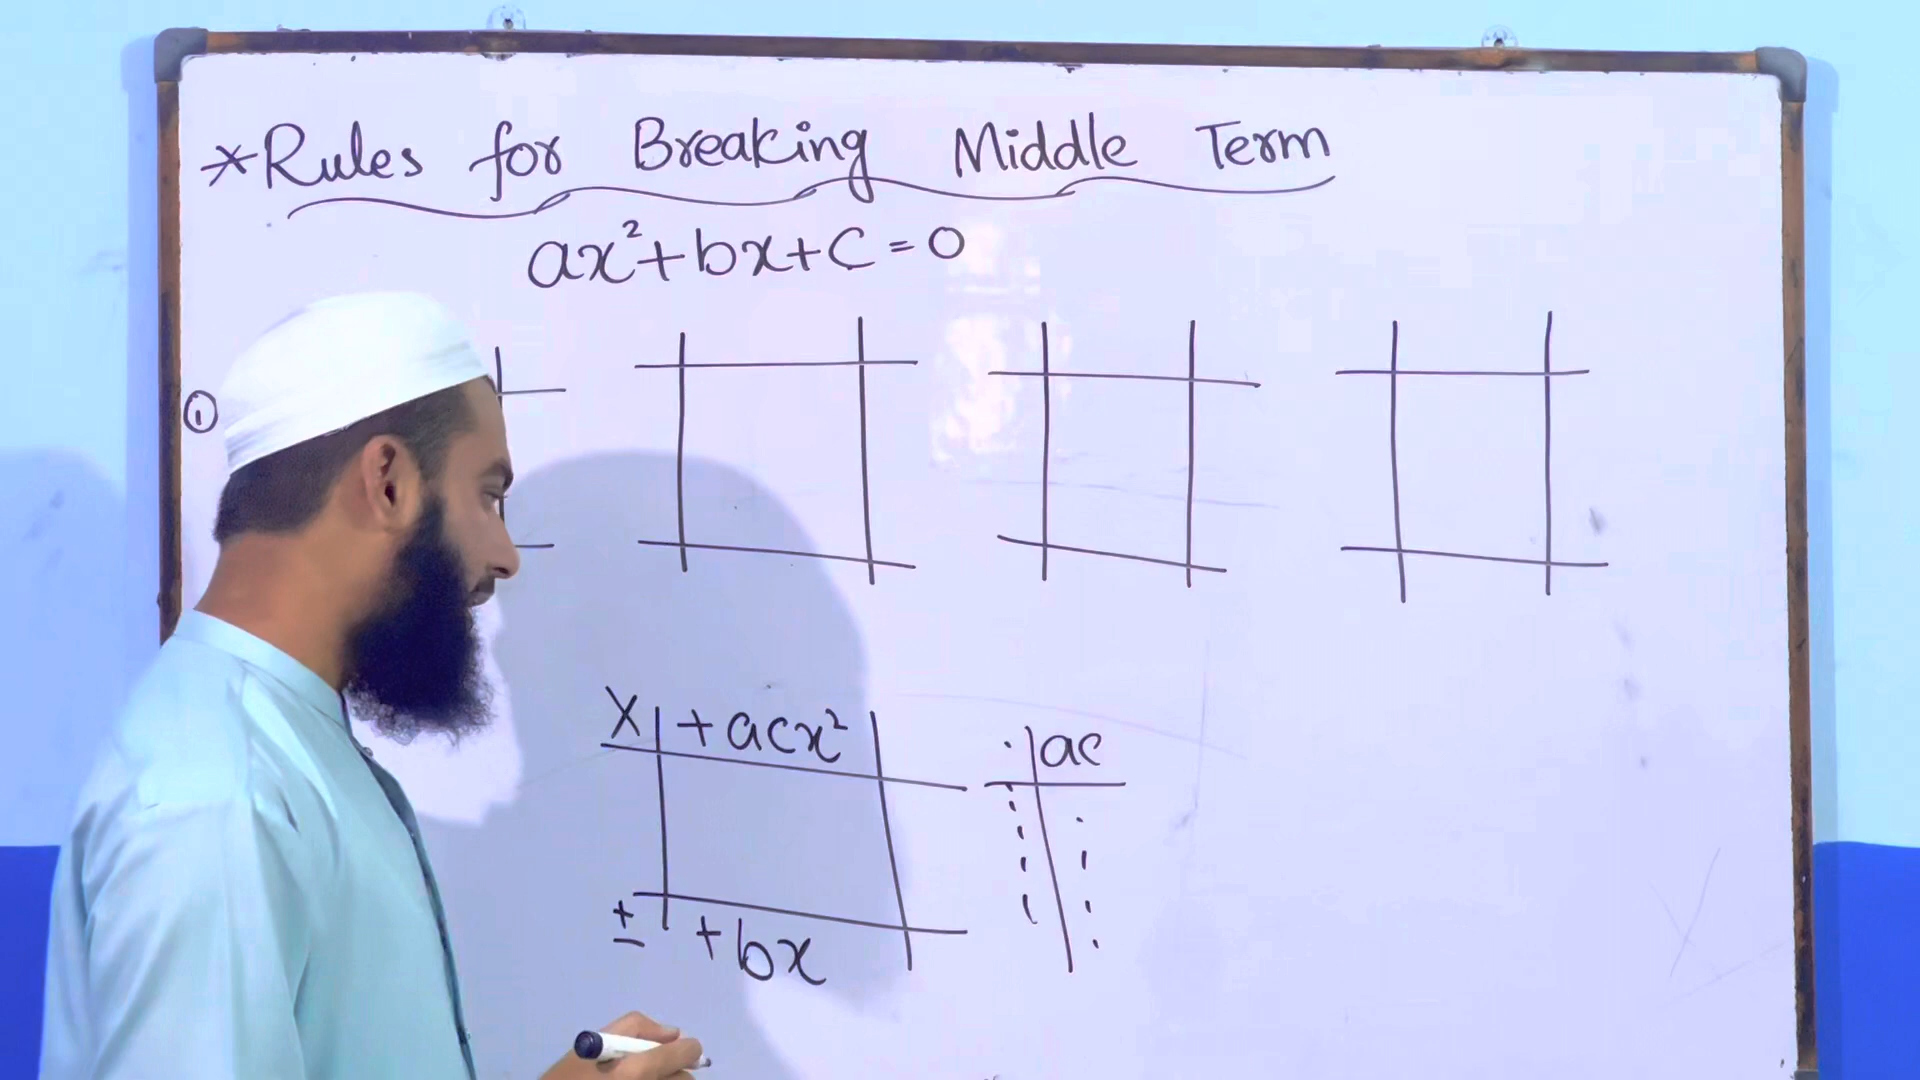 *Rules for Breaking Middle Term
ax²+bx+c=0
①
X +acx²
÷ ac
± +bx